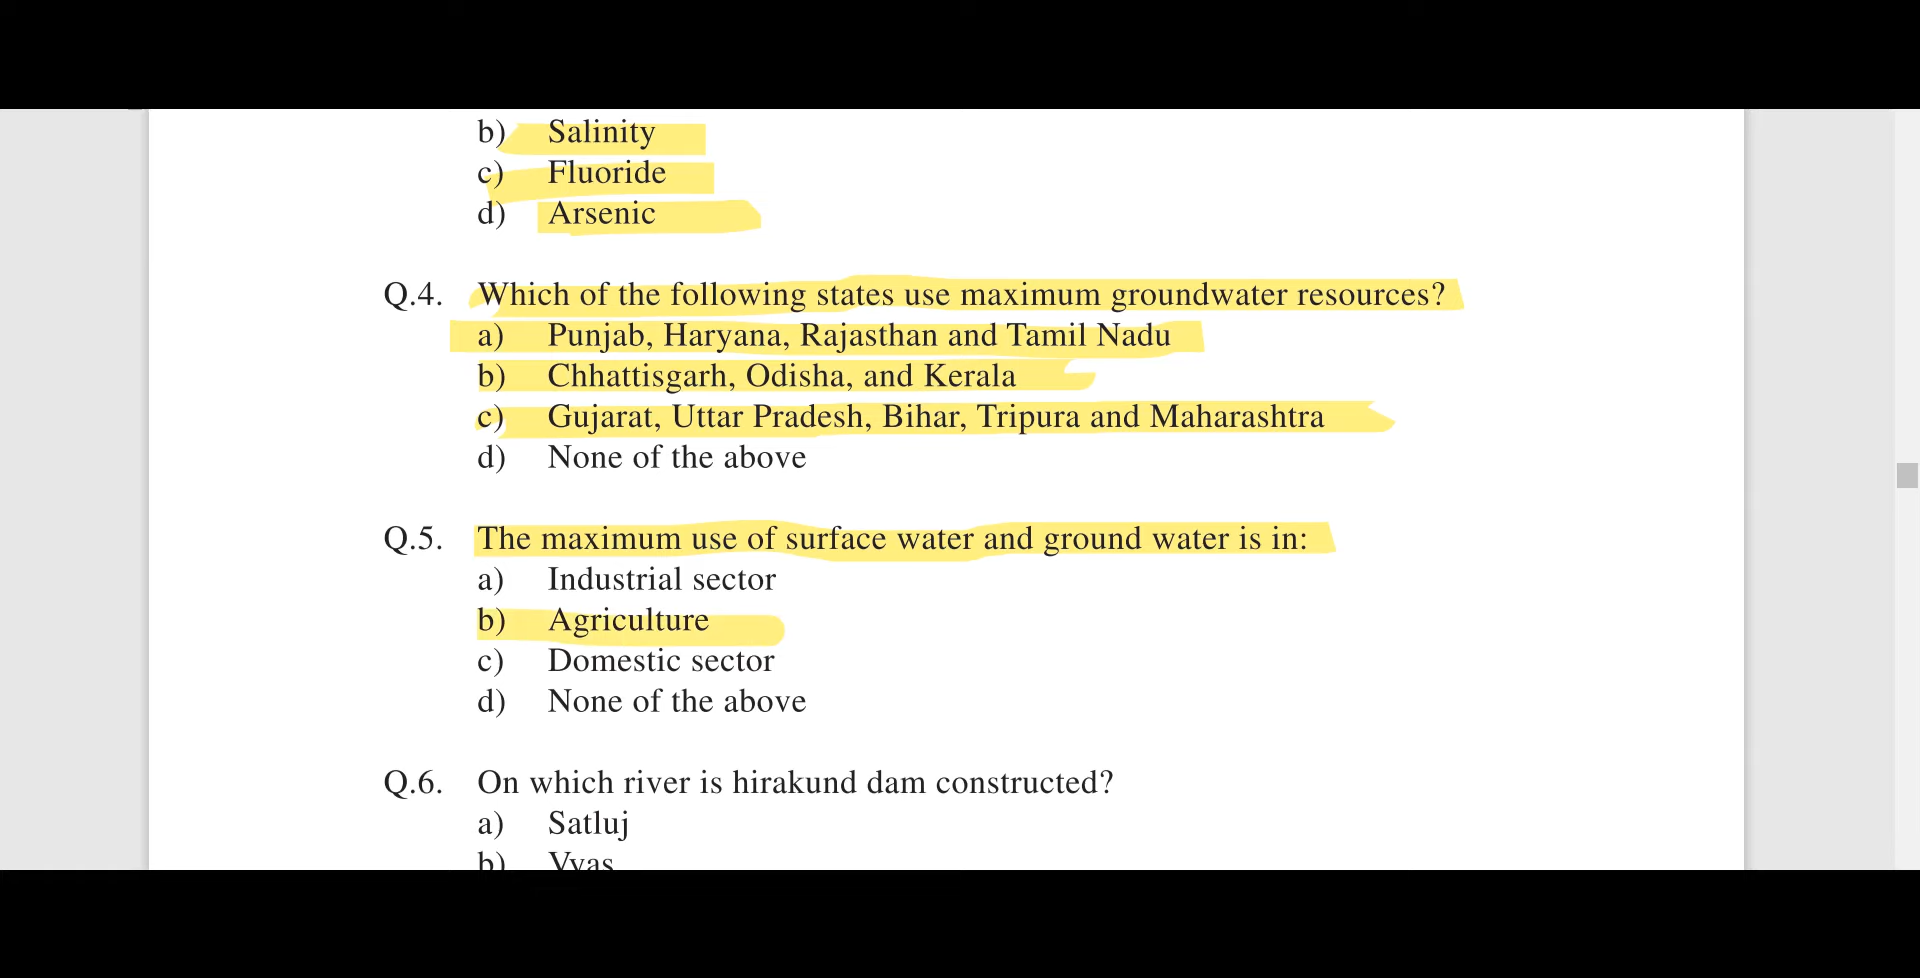 b) Salinity
c) Fluoride
d) Arsenic
Q.4. Which of the following states use maximum groundwater resources?
a) Punjab, Haryana, Rajasthan and Tamil Nadu
b) Chhattisgarh, Odisha, and Kerala
c) Gujarat, Uttar Pradesh, Bihar, Tripura and Maharashtra
d) None of the above
Q.5. The maximum use of surface water and ground water is in:
a) Industrial sector
b) Agriculture
c) Domestic sector
d) None of the above
Q.6. On which river is hirakund dam constructed?
a) Satluj
b) Vyas